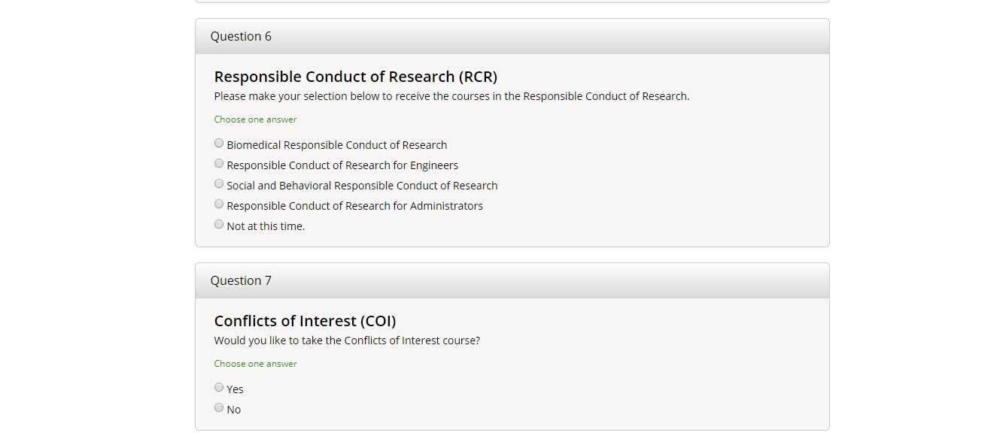 Question 6
Responsible Conduct of Research (RCR)
Please make your selection below to receive the courses in the Responsible Conduct of Research.
Choose one answer
Biomedical Responsible Conduct of Research
Responsible Conduct of Research for Engineers
Social and Behavioral Responsible Conduct of Research
Responsible Conduct of Research for Administrators
Not at this time.
Question 7
Conflicts of Interest (COI)
Would you like to take the Conflicts of Interest course?
Choose one answer
Yes
No